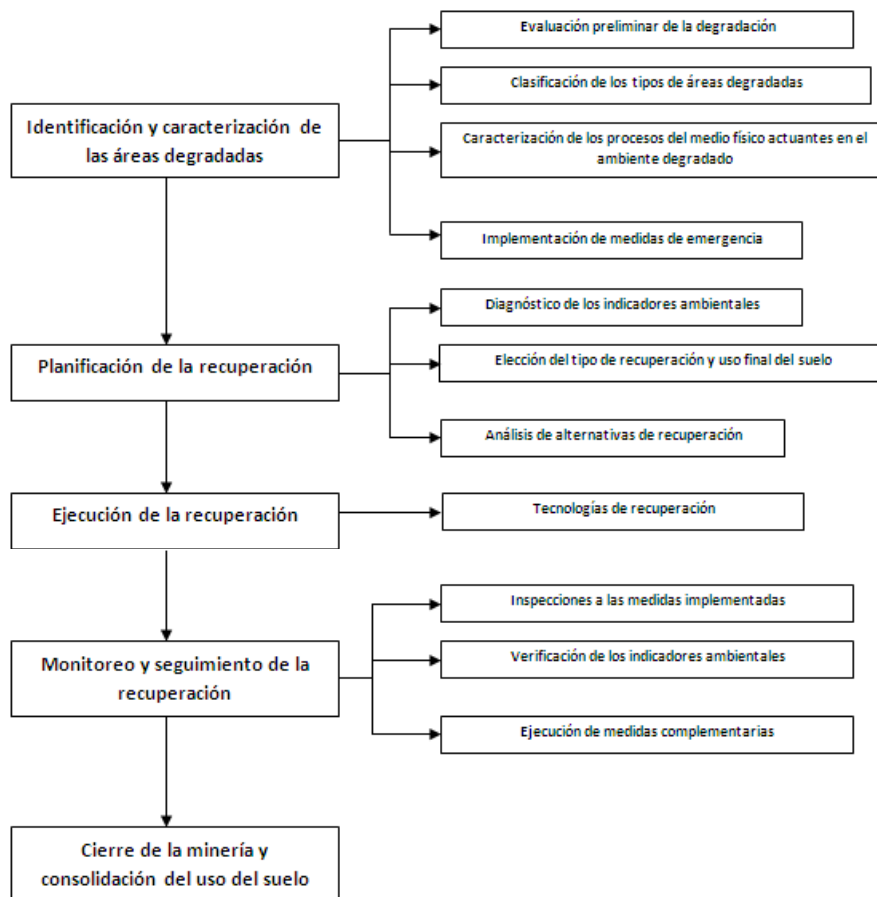 Identificación y caracterización de
las áreas degradadas
Evaluación preliminar de la degradación
Clasificación de los tipos de áreas degradadas
Caracterización de los procesos del medio físico actuantes en el
ambiente degradado
Implementación de medidas de emergencia
Planificación de la recuperación
Diagnóstico de los indicadores ambientales
Elección del tipo de recuperación y uso final del suelo
Análisis de alternativas de recuperación
Ejecución de la recuperación
Tecnologías de recuperación
Monitoreo y seguimiento de la
recuperación
Inspecciones a las medidas implementadas
Verificación de los indicadores ambientales
Ejecución de medidas complementarias
Cierre de la minería y
consolidación del uso del suelo